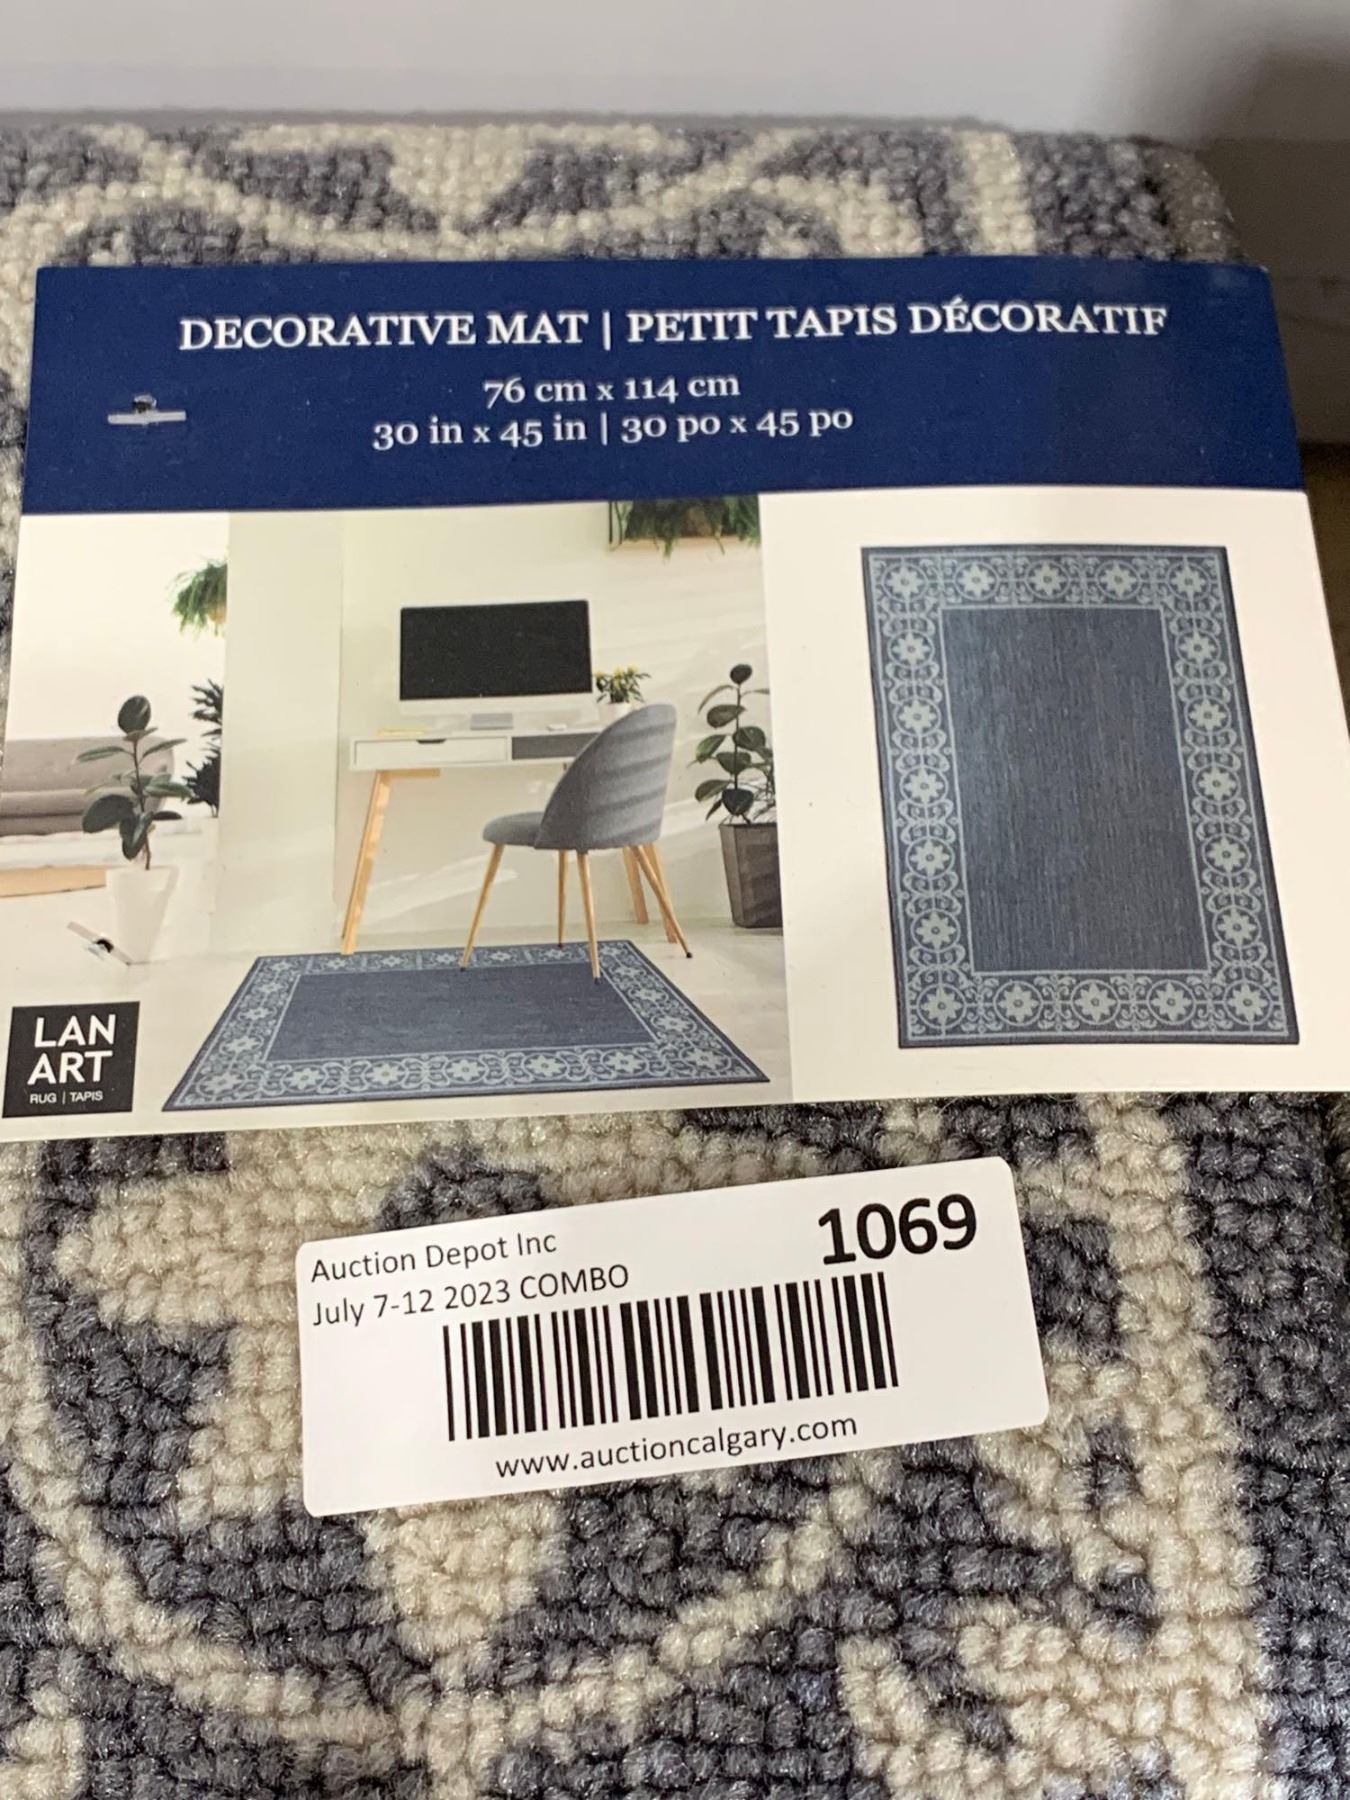 DECORATIVE MAT | PETIT TAPIS DÉCORATIF
76 cm x 114 cm
30 in x 45 in | 30 po x 45 po
LAN
ART
RUG | TAPIS
Auction Depot Inc
1069
July 7-12 2023 COMBO
www.auctioncalgary.com